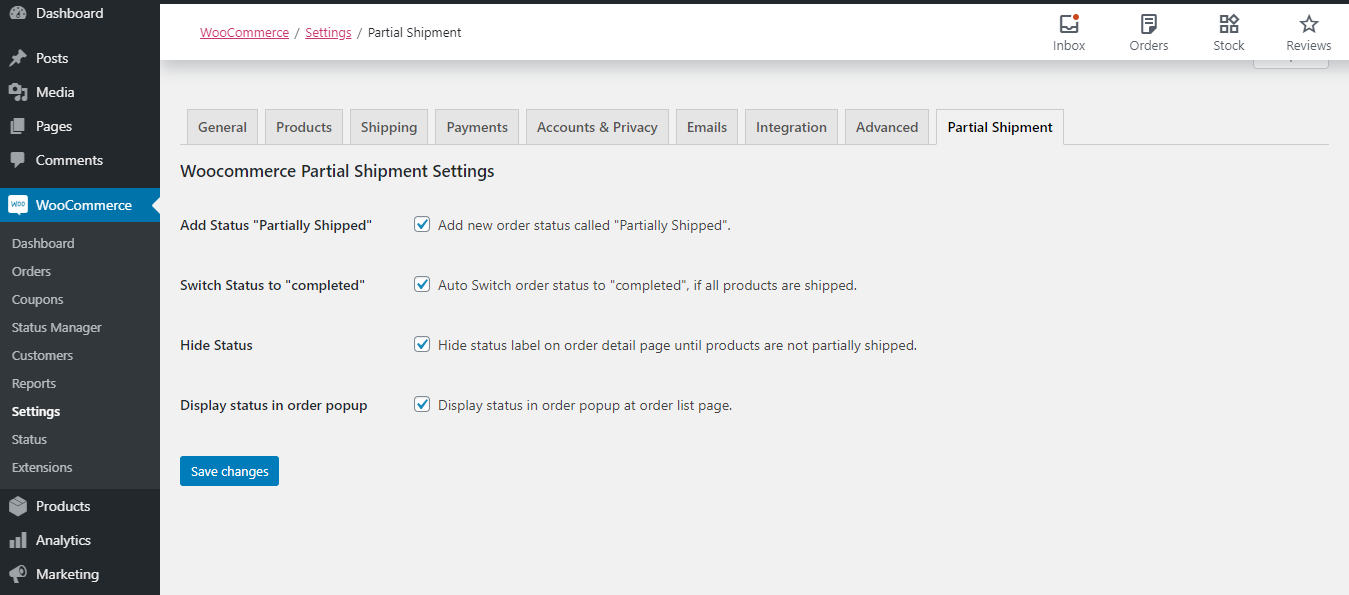 Dashboard
Posts
Media
Pages
Comments
WOO WooCommerce
Dashboard
Orders
Coupons
Status Manager
Customers
Reports
Settings
Status
Extensions
Products
Analytics
Marketing
WooCommerce / Settings / Partial Shipment
Inbox Orders Stock Reviews
General Products Shipping Payments Accounts & Privacy Emails Integration Advanced Partial Shipment
Woocommerce Partial Shipment Settings
Add Status "Partially Shipped" Add new order status called "Partially Shipped".
Switch Status to "completed" Auto Switch order status to "completed", if all products are shipped.
Hide Status Hide status label on order detail page until products are not partially shipped.
Display status in order popup Display status in order popup at order list page.
Save changes